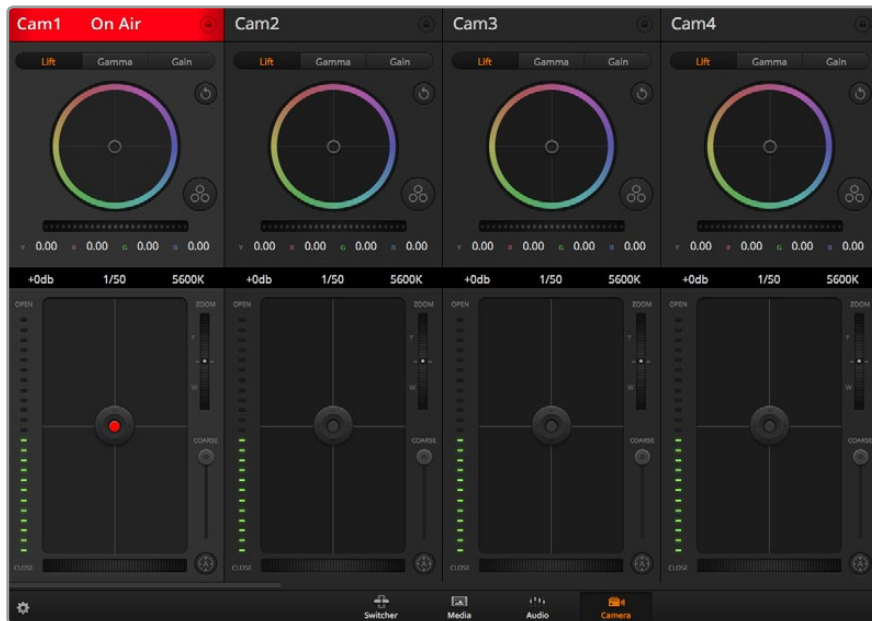 Cam1 On Air Cam2 Cam3 Cam4
Lift Gamma Gain Lift Gamma Gain Lift Gamma Gain Lift Gamma Gain
Y 0.00 R 0.00 G 0.00 B 0.00 Y 0.00 R 0.00 G 0.00 B 0.00 Y 0.00 R 0.00 G 0.00 B 0.00 Y 0.00 R 0.00 G 0.00 B 0.00
+0db 1/50 5600K +0db 1/50 5600K +0db 1/50 5600K +0db 1/50 5600K
OPEN ZOOM OPEN ZOOM OPEN ZOOM OPEN ZOOM
T T T T
W W W W
COARSE COARSE COARSE COARSE
CLOSE CLOSE CLOSE CLOSE
Switcher Media Audio Camera